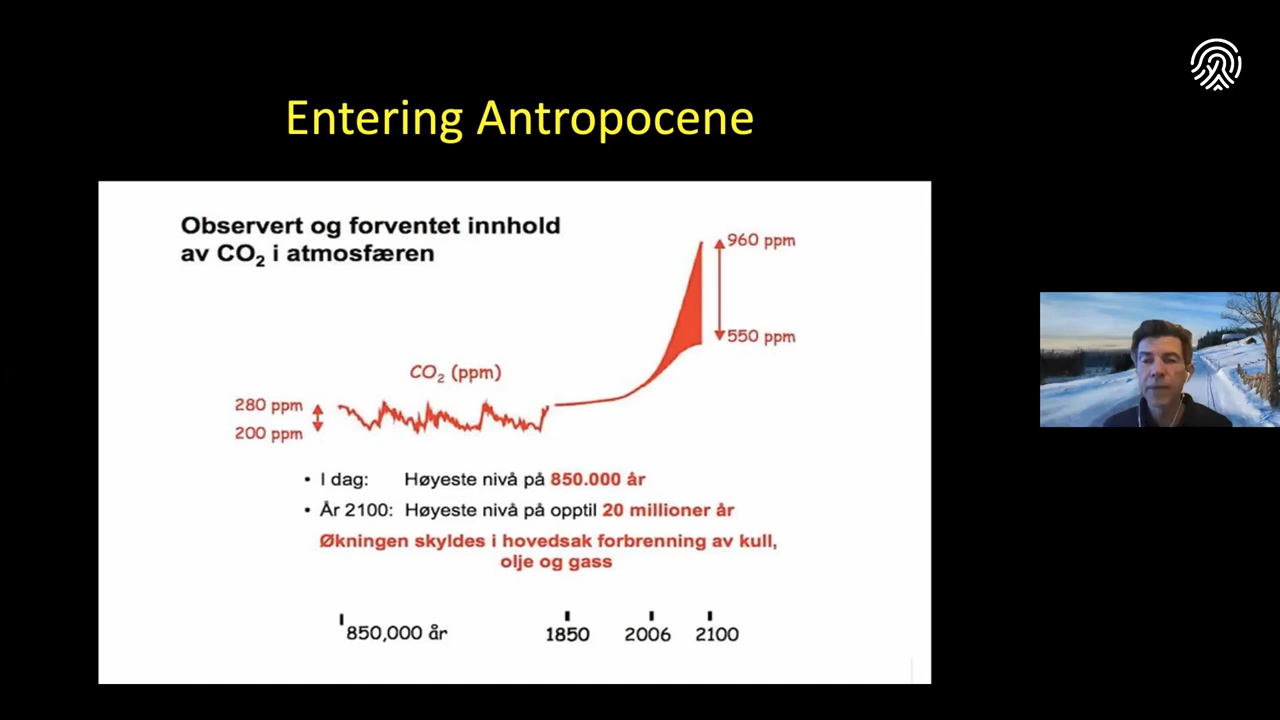 Entering Antropocene
Observert og forventet innhold
av CO₂ i atmosfæren
960 ppm
550 ppm
CO₂ (ppm)
280 ppm
200 ppm
• I dag: Høyeste nivå på 850.000 år
• År 2100: Høyeste nivå på opptil 20 millioner år
Økningen skyldes i hovedsak forbrenning av kull,
olje og gass
850,000 år 1850 2006 2100